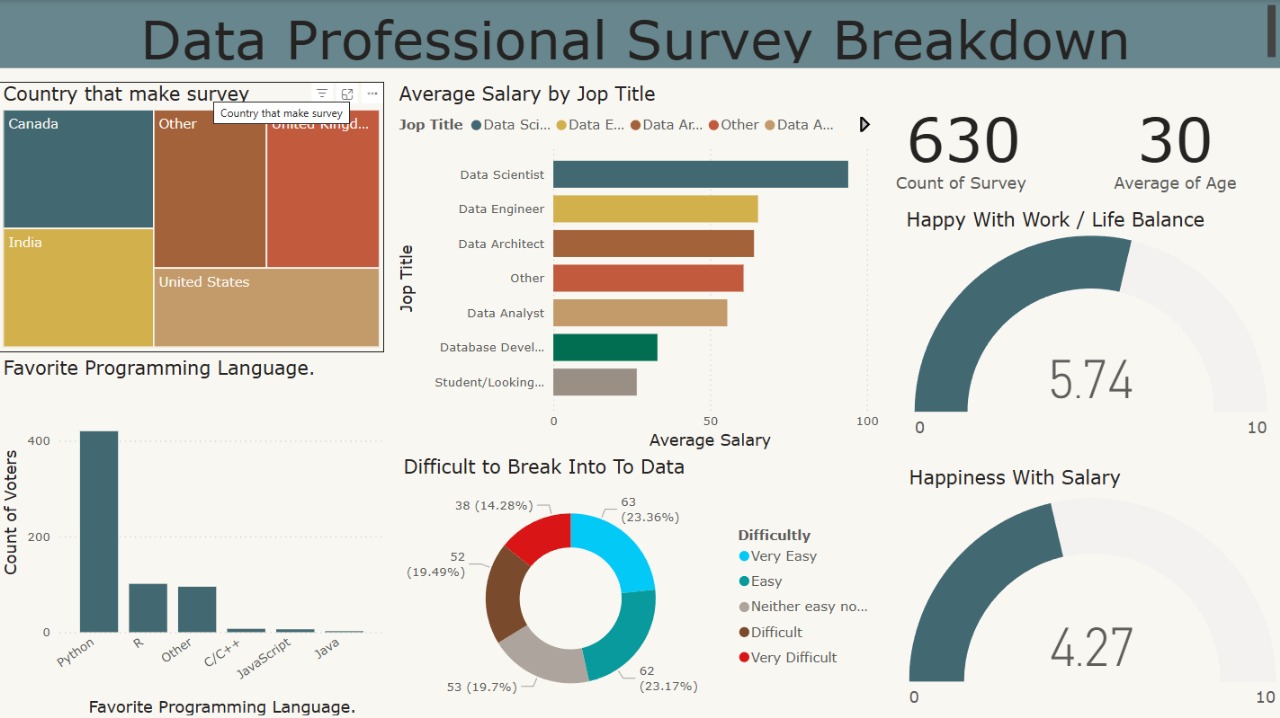 Data Professional Survey Breakdown
Country that make survey
Country that make survey
Canada
Other
United Kingd...
India
United States
Favorite Programming Language.
Count of Voters
400
200
0
Python
R
Other
C/C++
JavaScript
Java
Favorite Programming Language.
Average Salary by Jop Title
Jop Title Data Sci... Data E... Data Ar... Other Data A...
Jop Title
Data Scientist
Data Engineer
Data Architect
Other
Data Analyst
Database Devel...
Student/Looking...
0 50 100
Average Salary
Difficult to Break Into To Data
38 (14.28%)
63
(23.36%)
52
(19.49%)
53 (19.7%)
62
(23.17%)
Difficultly
Very Easy
Easy
Neither easy no...
Difficult
Very Difficult
630
Count of Survey
30
Average of Age
Happy With Work / Life Balance
5.74
0 10
Happiness With Salary
4.27
0 10